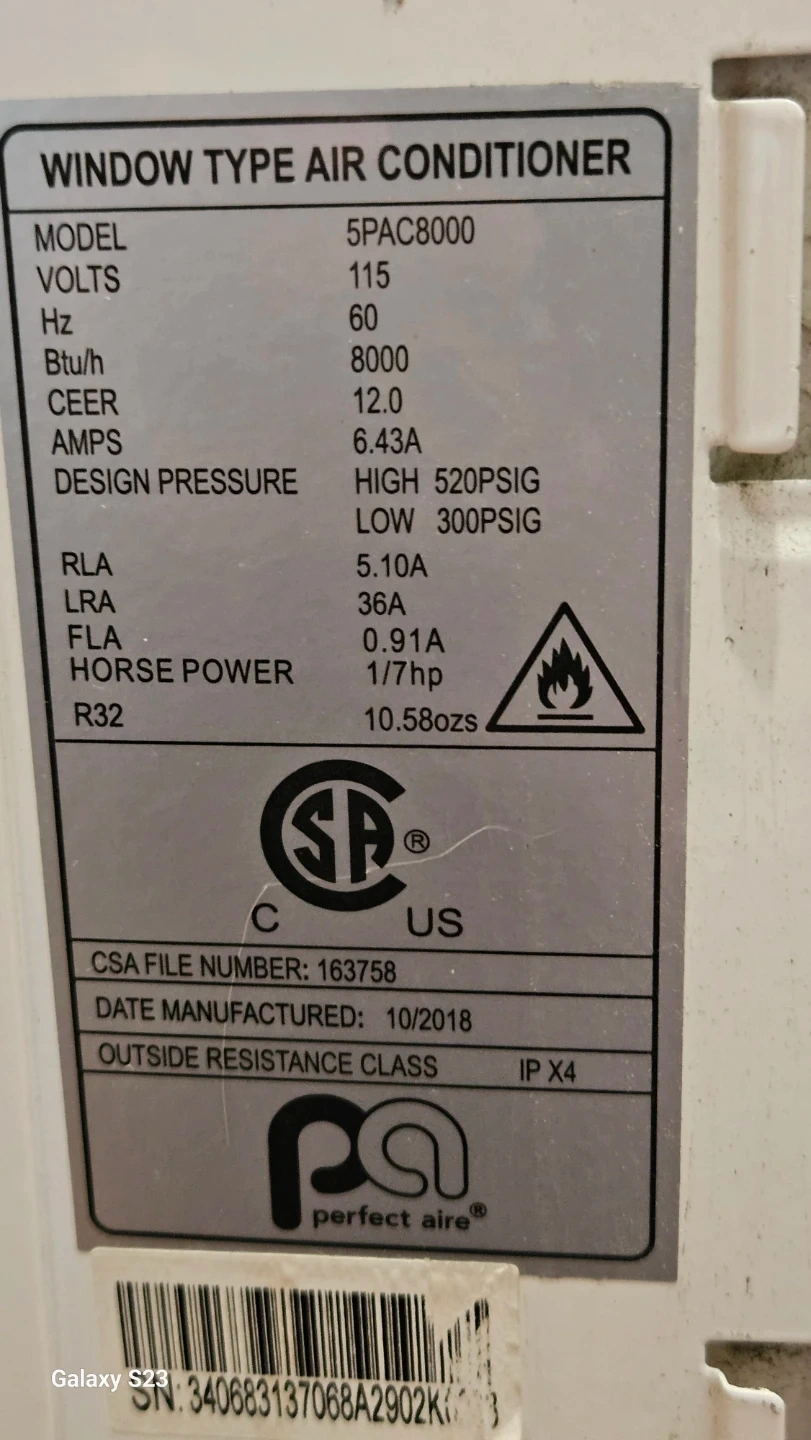 WINDOW TYPE AIR CONDITIONER
MODEL 5PAC8000
VOLTS 115
Hz 60
Btu/h 8000
CEER 12.0
AMPS 6.43A
DESIGN PRESSURE HIGH 520PSIG
LOW 300PSIG
RLA 5.10A
LRA 36A
FLA 0.91A
HORSE POWER 1/7hp
R32 10.58ozs
CSA®
C US
CSA FILE NUMBER: 163758
DATE MANUFACTURED: 10/2018
OUTSIDE RESISTANCE CLASS IP X4
pa
perfect aire®
Galaxy S23
SN: